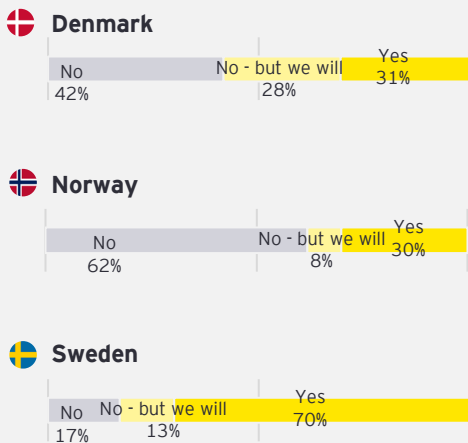 Denmark
No
42%
No - but we will
28%
Yes
31%
Norway
No
62%
No - but we will
8%
Yes
30%
Sweden
No
17%
No - but we will
13%
Yes
70%